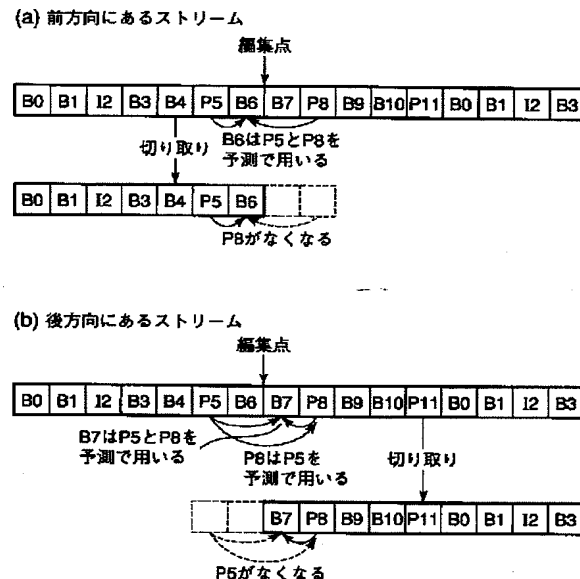 (a) 前方向にあるストリーム
編集点
B0 B1 I2 B3 B4 P5 B6 B7 P8 B9 B10 P11 B0 B1 I2 B3
切り取り
B6はP5とP8を
予測で用いる
B0 B1 I2 B3 B4 P5 B6
P8がなくなる
(b) 後方向にあるストリーム
編集点
B0 B1 I2 B3 B4 P5 B6 B7 P8 B9 B10 P11 B0 B1 I2 B3
B7はP5とP8を
予測で用いる
P8はP5を
予測で用いる
切り取り
B7 P8 B9 B10 P11 B0 B1 I2 B3
P5がなくなる